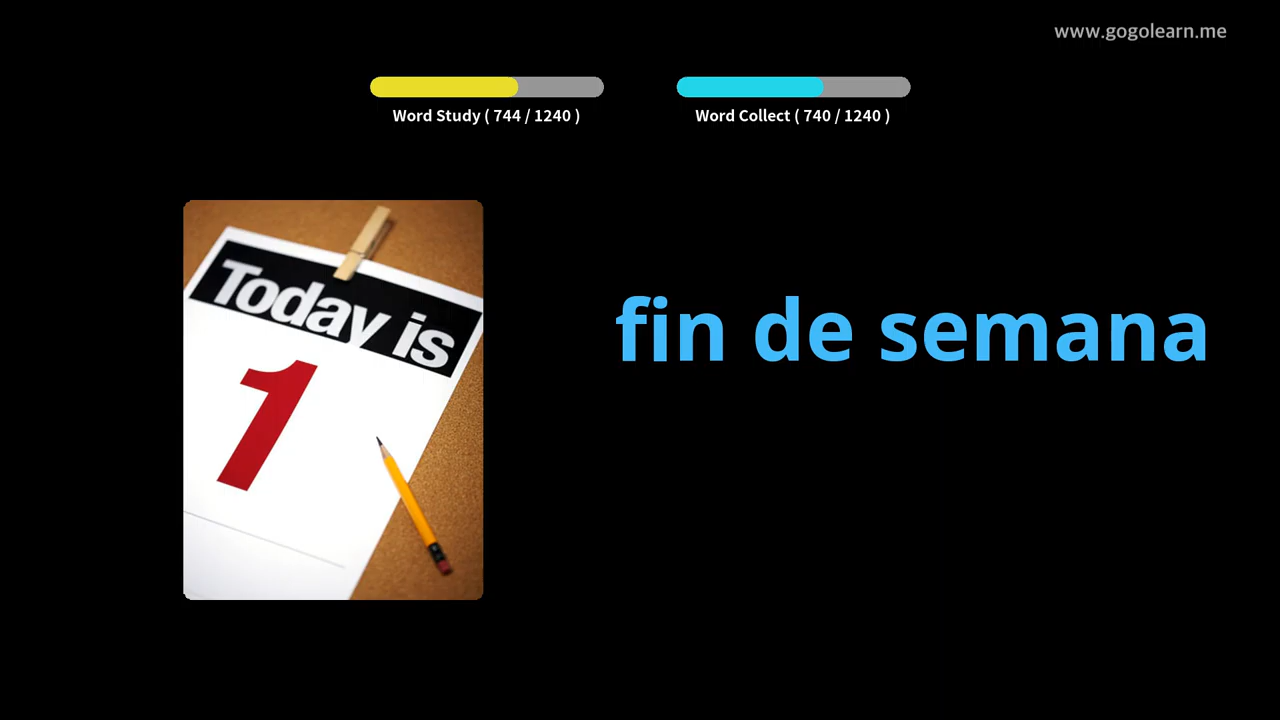 www.gogolearn.me
Word Study ( 744 / 1240 )
Word Collect ( 740 / 1240 )
Today is
1
fin de semana